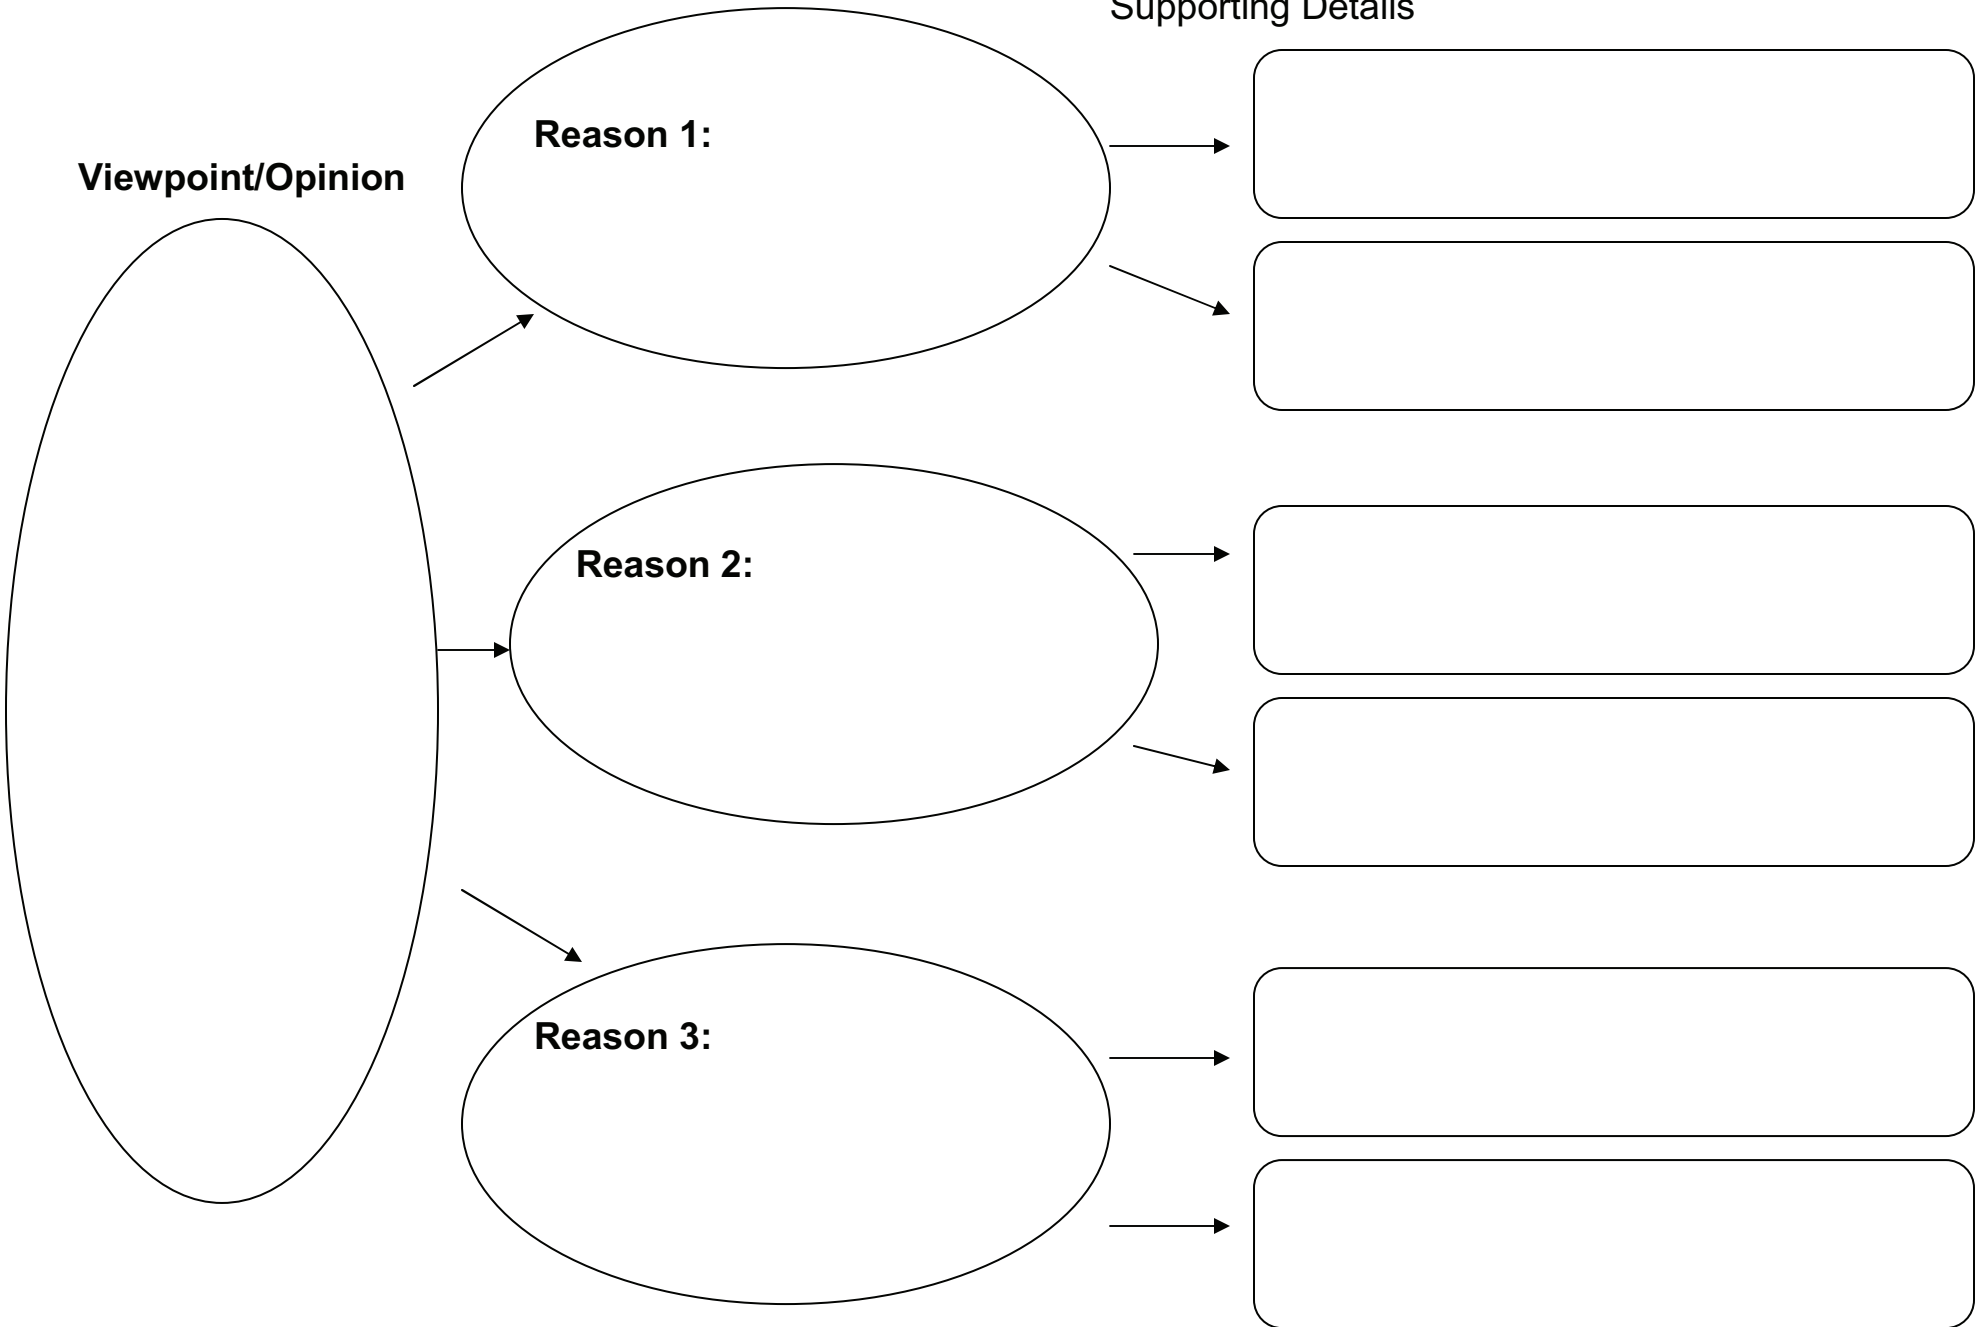 Supporting Details
Reason 1:
Viewpoint/Opinion
Reason 2:
Reason 3: